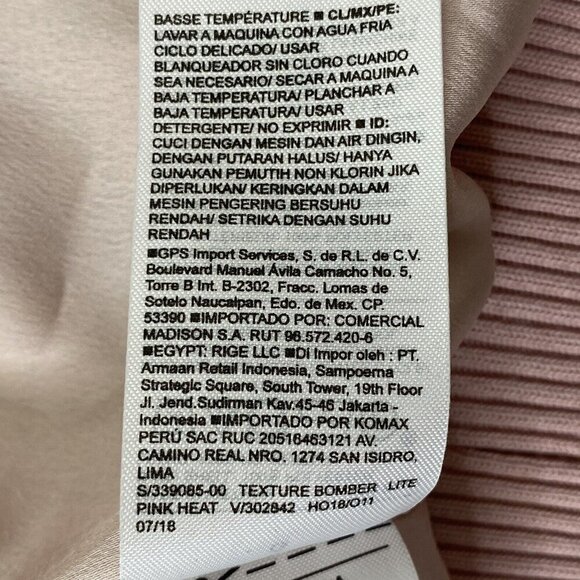 BASSE TEMPÉRATURE ■ CL/MX/PE:
LAVAR A MAQUINA CON AGUA FRIA
CICLO DELICADO/ USAR
BLANQUEADOR SIN CLORO CUANDO
SEA NECESARIO/ SECAR A MAQUINA A
BAJA TEMPERATURA/ PLANCHAR A
BAJA TEMPERATURA/ USAR
DETERGENTE/ NO EXPRIMIR ■ ID:
CUCI DENGAN MESIN DAN AIR DINGIN,
DENGAN PUTARAN HALUS/ HANYA
GUNAKAN PEMUTIH NON KLORIN JIKA
DIPERLUKAN/ KERINGKAN DALAM
MESIN PENGERING BERSUHU
RENDAH/ SETRIKA DENGAN SUHU
RENDAH
■GPS Import Services, S. de R.L. de C.V.
Boulevard Manuel Ávila Camacho No. 5,
Torre B Int. B-2302, Fracc. Lomas de
Sotelo Naucalpan, Edo. de Mex. CP.
53390 ■IMPORTADO POR: COMERCIAL
MADISON S.A. RUT 96.572.420-6
■EGYPT: RIGE LLC ■Di Impor oleh : PT.
Armaan Retail Indonesia, Sampoerna
Strategic Square, South Tower, 19th Floor
Jl. Jend.Sudirman Kav.45-46 Jakarta -
Indonesia ■IMPORTADO POR KOMAX
PERÚ SAC RUC 20516463121 AV.
CAMINO REAL NRO. 1274 SAN ISIDRO,
LIMA
S/339085-00 TEXTURE BOMBER LITE
PINK HEAT V/302842 HO18/O11
07/18